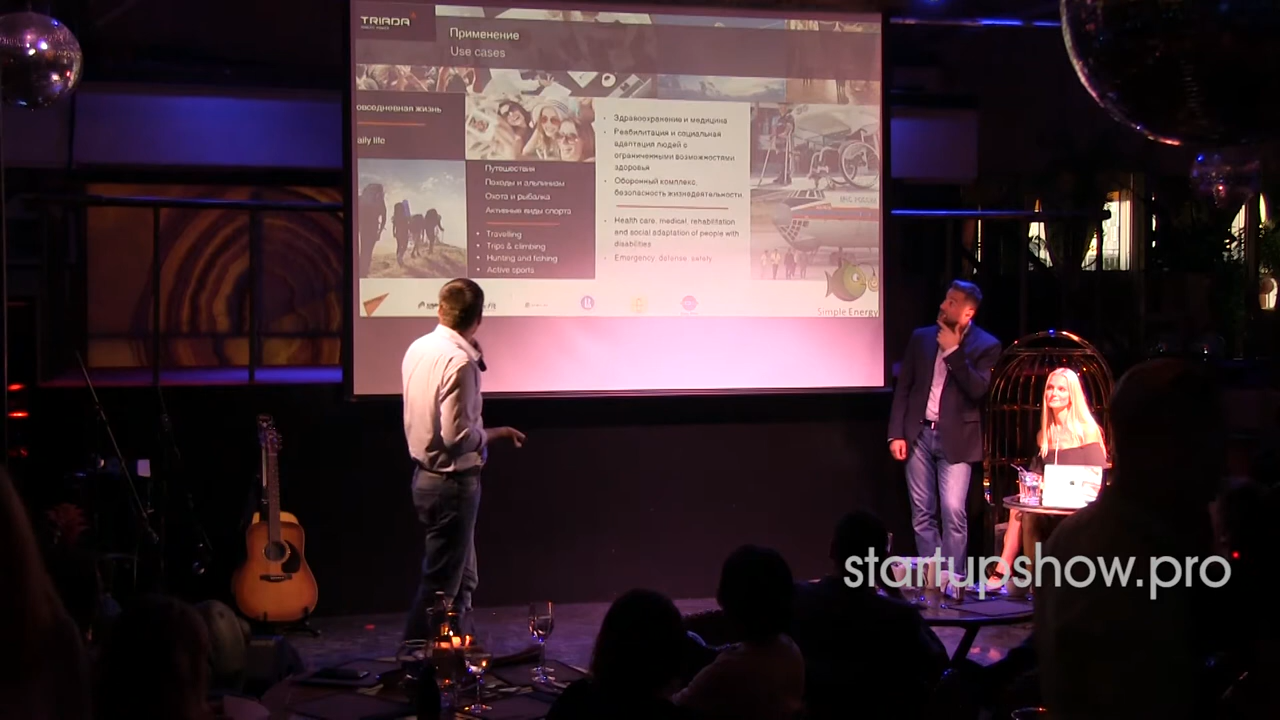 TRIADA
Применение
Use cases
овседневная жизнь
aily life
Путешествия
Походы и альпинизм
Охота и рыбалка
Активные виды спорта
• Travelling
• Trips & climbing
• Hunting and fishing
• Active sports
• Здравоохранение и медицина
• Реабилитация и социальная
адаптация людей с
ограниченными возможностями
здоровья
• Оборонный комплекс,
безопасность жизнедеятельности.
• Health care, medical, rehabilitation
and social adaptation of people with
disabilities
• Emergency, defense, safety
Simple Energy
startupshow.pro